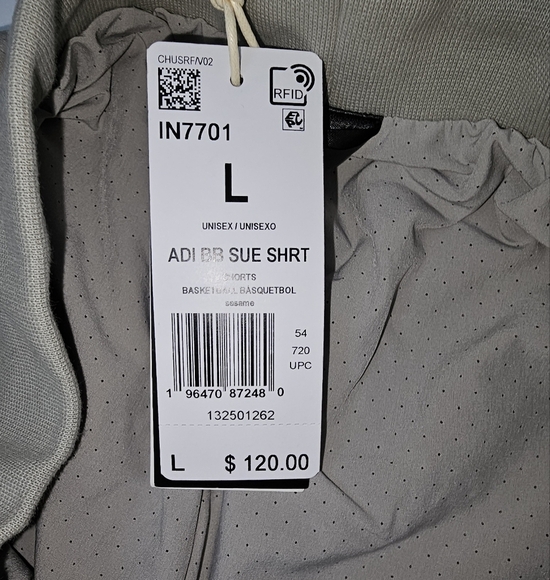 CHUSRF/V02
RFID
IN7701
L
UNISEX / UNISEXO
ADI BB SUE SHRT
SHORTS
BASKETBALL BASQUETBOL
sesame
54
720
UPC
1 96470 87248 0
132501262
L $ 120.00